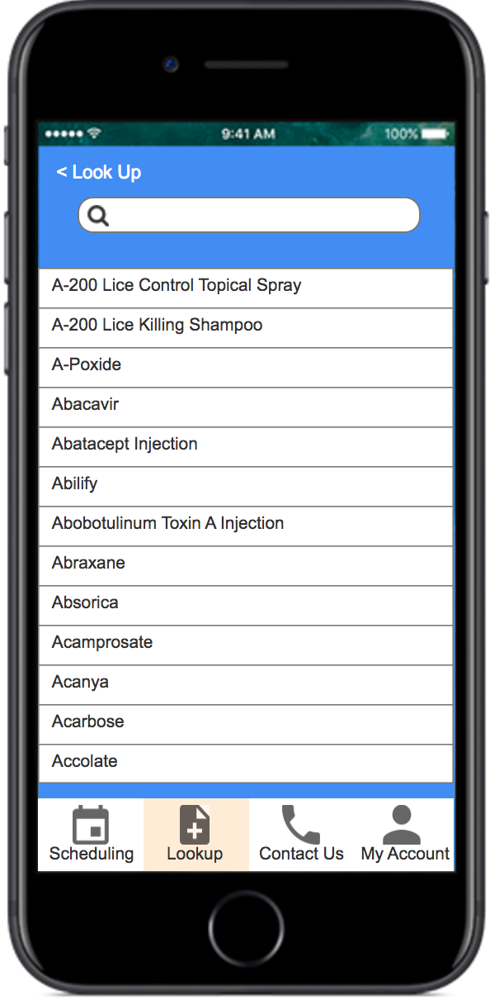 9:41 AM 100%
< Look Up
A-200 Lice Control Topical Spray
A-200 Lice Killing Shampoo
A-Poxide
Abacavir
Abatacept Injection
Abilify
Abobotulinum Toxin A Injection
Abraxane
Absorica
Acamprosate
Acanya
Acarbose
Accolate
Scheduling Lookup Contact Us My Account